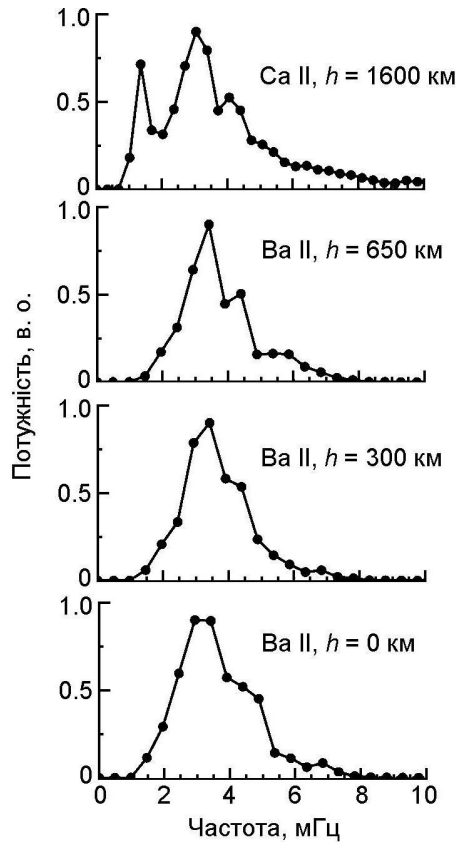 1.0
Ca II, h = 1600 км
0.5
0
1.0
Ba II, h = 650 км
0.5
0
1.0
Ba II, h = 300 км
0.5
0
1.0
Ba II, h = 0 км
0.5
0
0 2 4 6 8 10
Частота, мГц
Потужність, в. о.